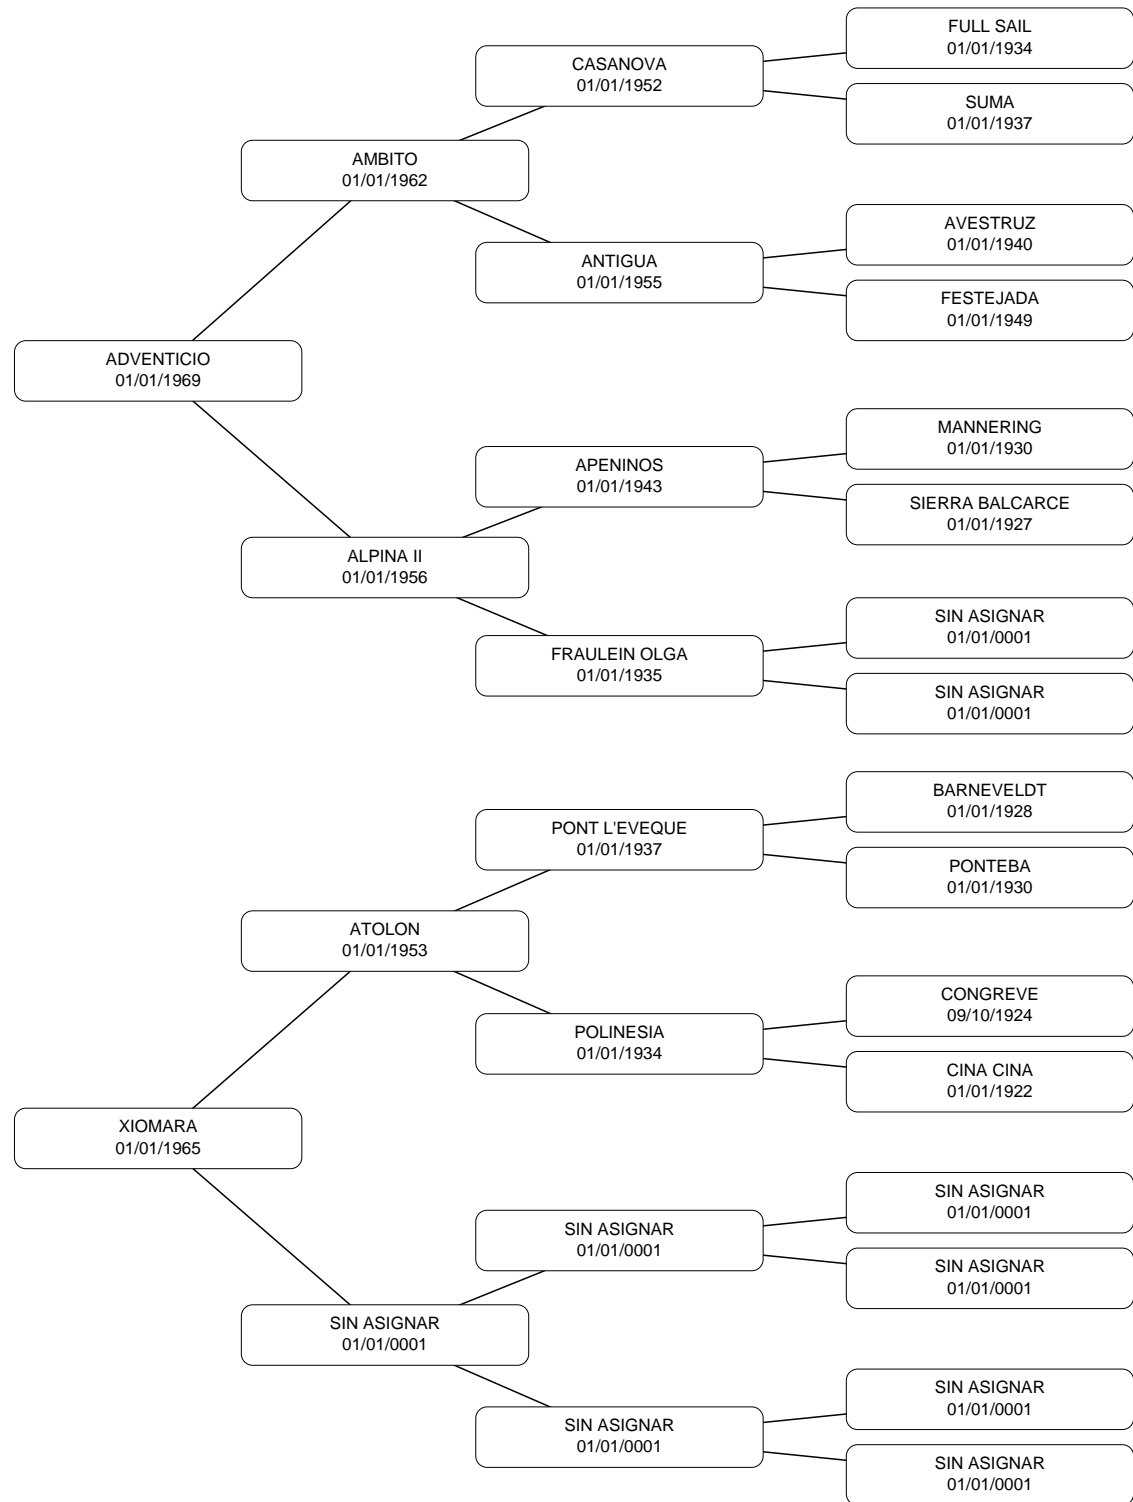 FULL SAIL
01/01/1934
CASANOVA
01/01/1952
SUMA
01/01/1937
AMBITO
01/01/1962
AVESTRUZ
01/01/1940
ANTIGUA
01/01/1955
FESTEJADA
01/01/1949
ADVENTICIO
01/01/1969
MANNERING
01/01/1930
APENINOS
01/01/1943
SIERRA BALCARCE
01/01/1927
ALPINA II
01/01/1956
SIN ASIGNAR
01/01/0001
FRAULEIN OLGA
01/01/1935
SIN ASIGNAR
01/01/0001
BARNEVELDT
01/01/1928
PONT L'EVEQUE
01/01/1937
PONTEBA
01/01/1930
ATOLON
01/01/1953
CONGREVE
09/10/1924
POLINESIA
01/01/1934
CINA CINA
01/01/1922
XIOMARA
01/01/1965
SIN ASIGNAR
01/01/0001
SIN ASIGNAR
01/01/0001
SIN ASIGNAR
01/01/0001
SIN ASIGNAR
01/01/0001
SIN ASIGNAR
01/01/0001
SIN ASIGNAR
01/01/0001
SIN ASIGNAR
01/01/0001